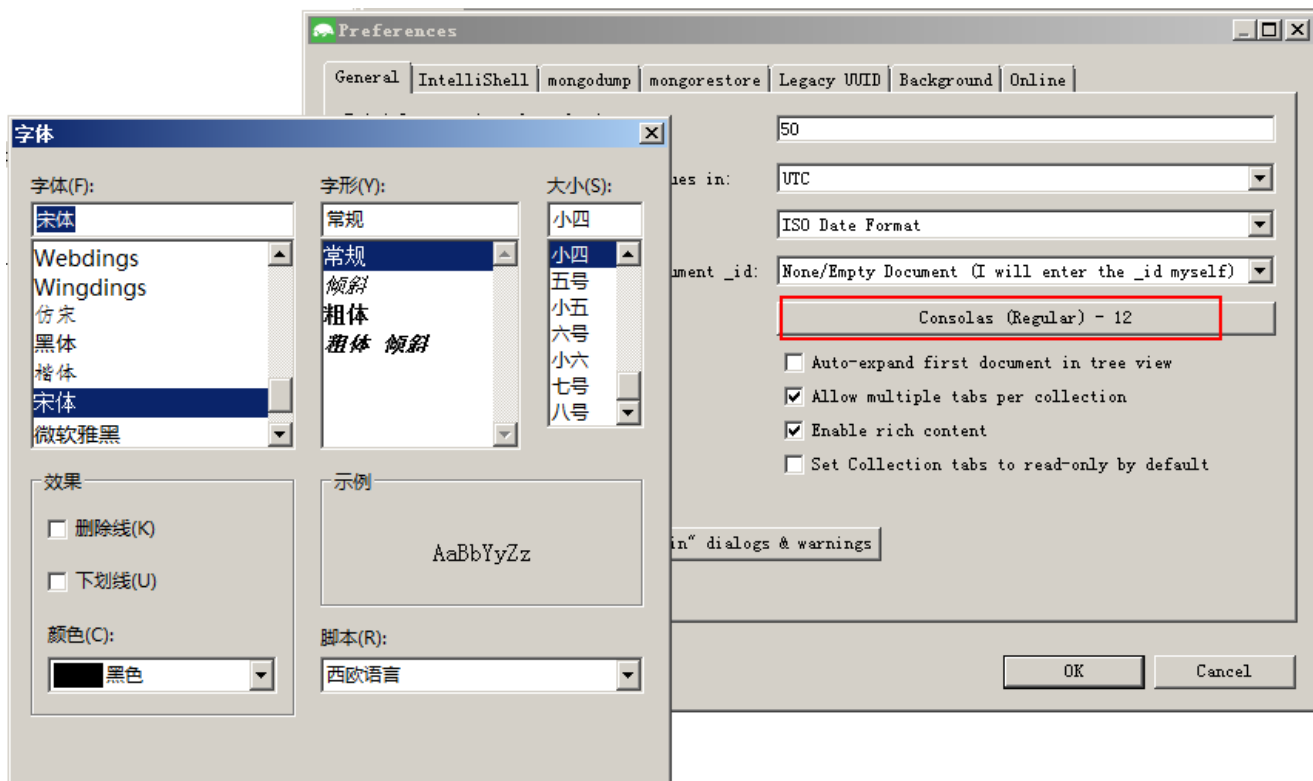 Preferences
General IntelliShell mongodump mongorestore Legacy UUID Background Online
50
ues in:
UTC
ISO Date Format
ument _id:
None/Empty Document (I will enter the _id myself)
Consolas (Regular) - 12
Auto-expand first document in tree view
Allow multiple tabs per collection
Enable rich content
Set Collection tabs to read-only by default
in" dialogs & warnings
OK
Cancel
字体
字体(F):
宋体
Webdings
Wingdings
仿宋
黑体
楷体
宋体
微软雅黑
字形(Y):
常规
常规
倾斜
粗体
粗体 倾斜
大小(S):
小四
小四
五号
小五
六号
小六
七号
八号
效果
删除线(K)
下划线(U)
颜色(C):
黑色
示例
AaBbYyZz
脚本(R):
西欧语言